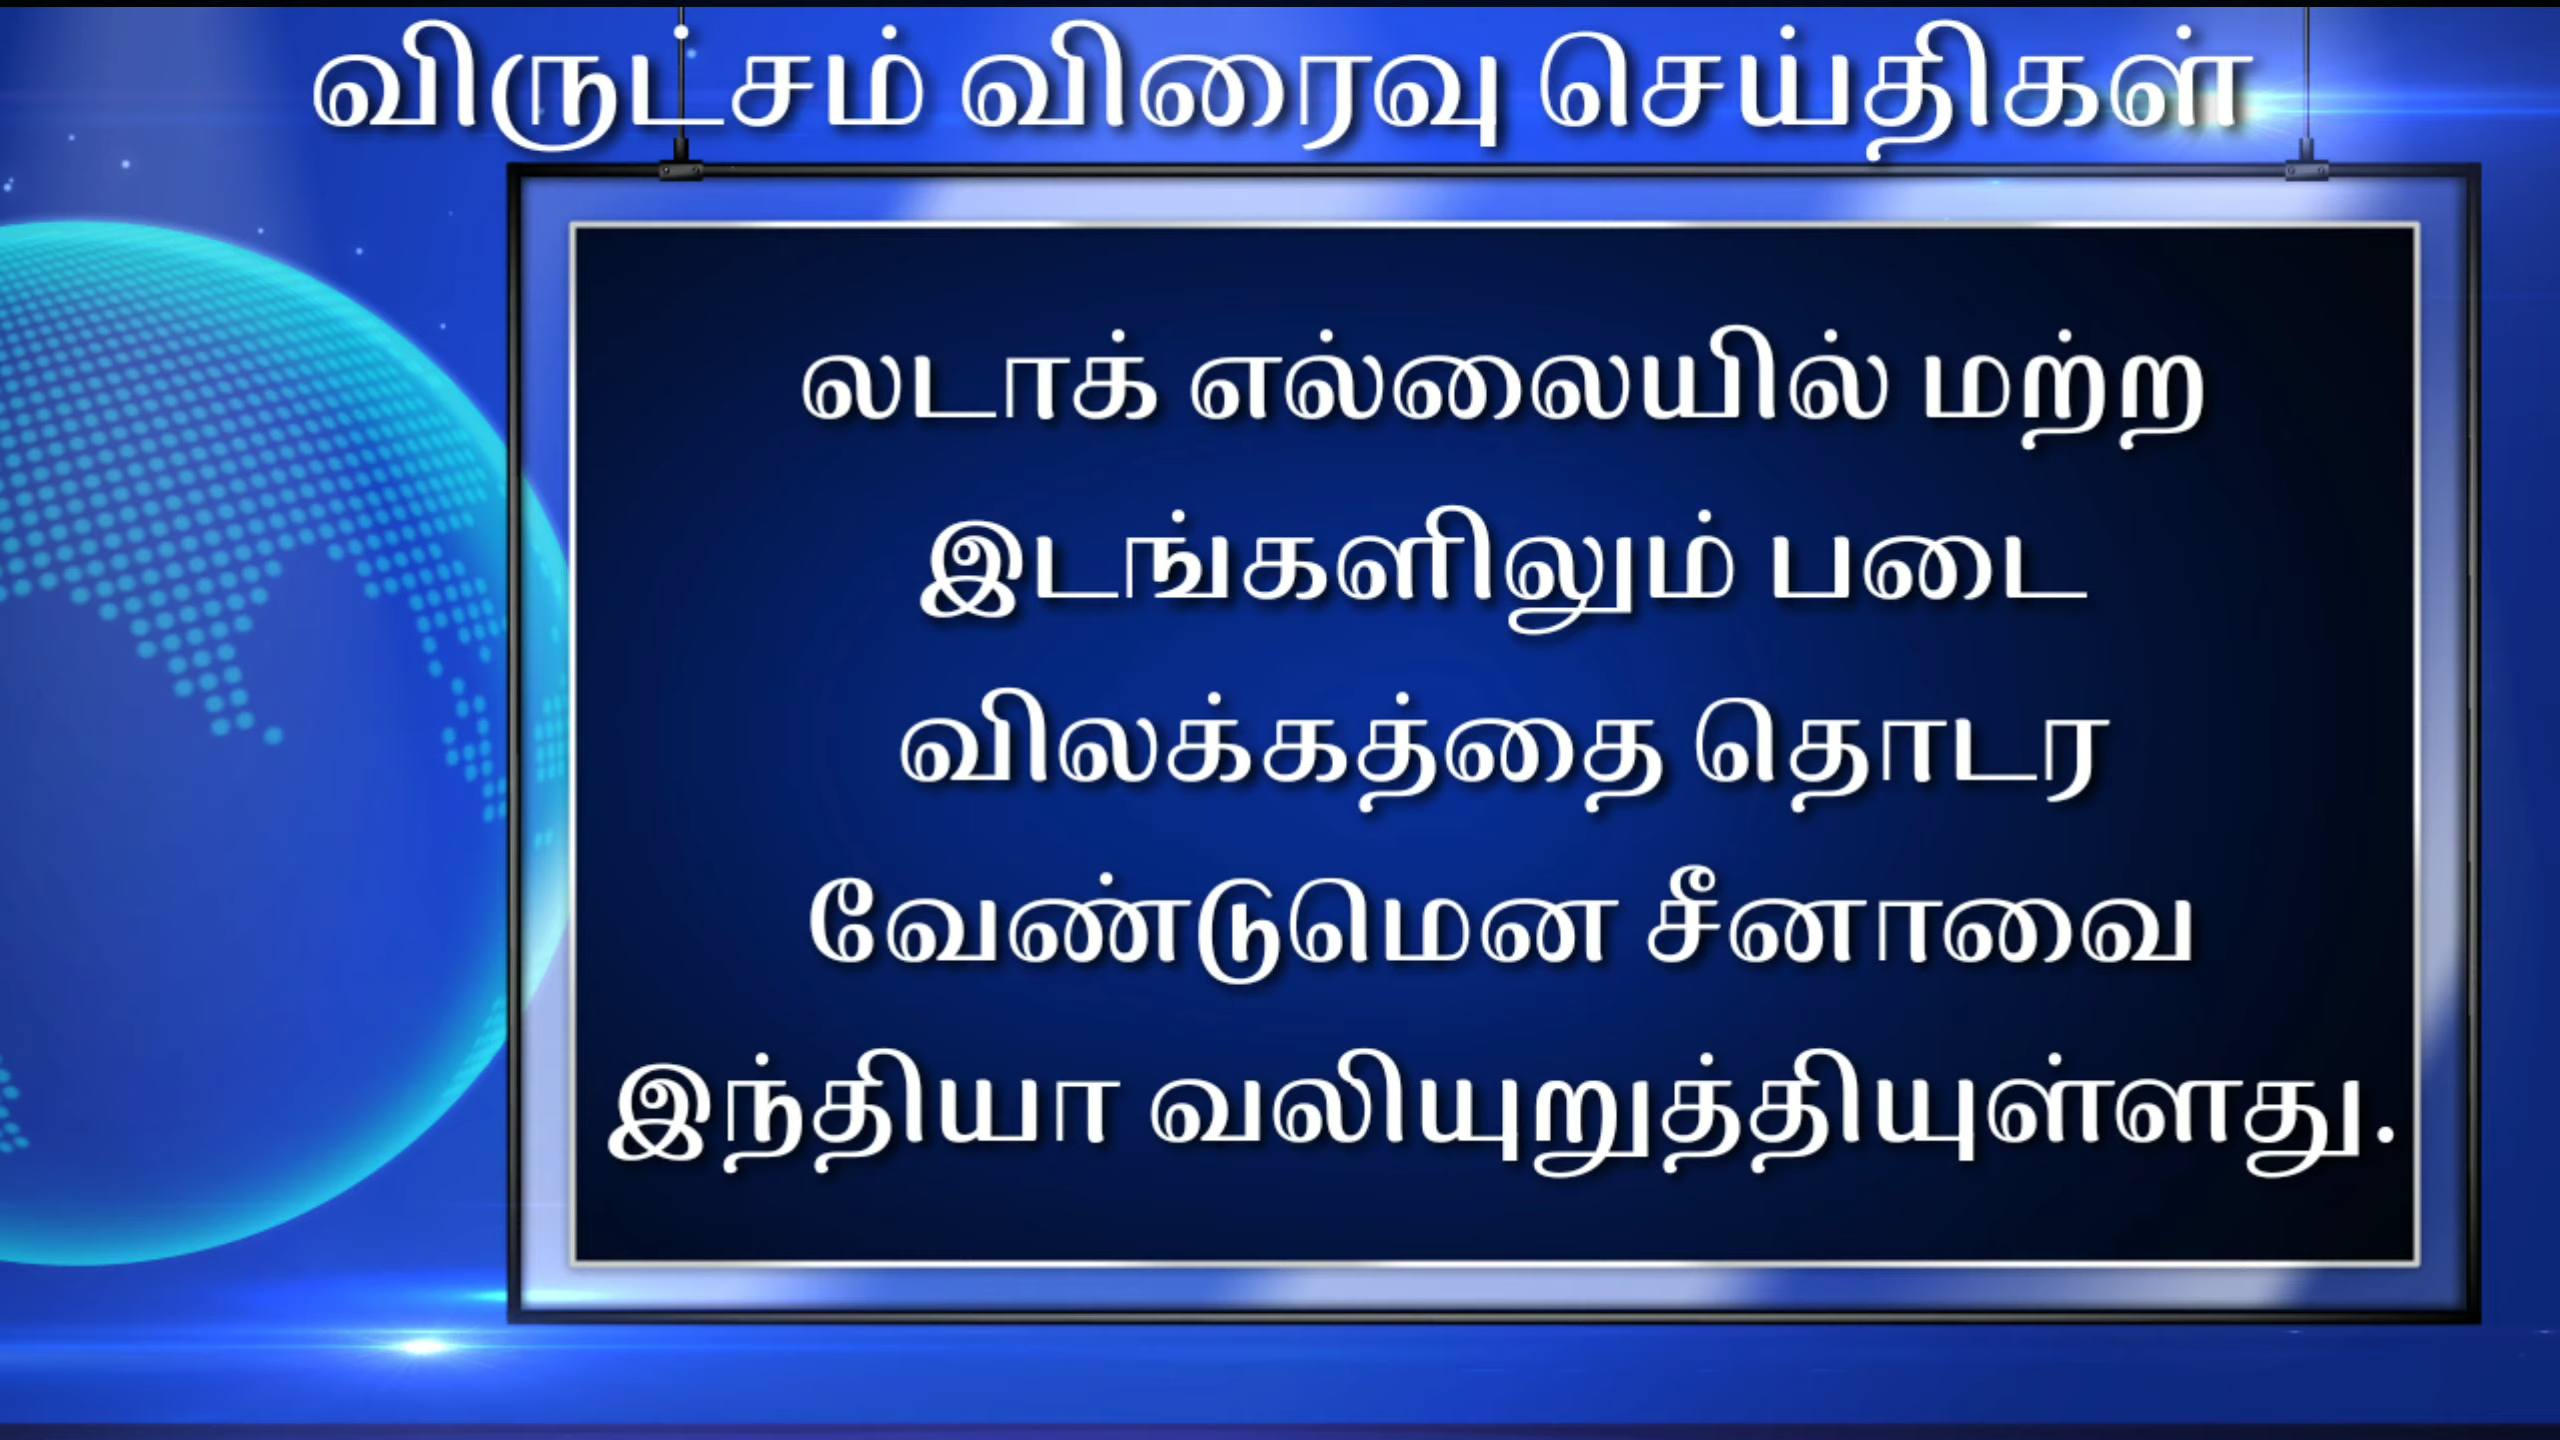 விருட்சம் விரைவு செய்திகள்
லடாக் எல்லையில் மற்ற
இடங்களிலும் படை
விலக்கத்தை தொடர
வேண்டுமென சீனாவை
இந்தியா வலியுறுத்தியுள்ளது.